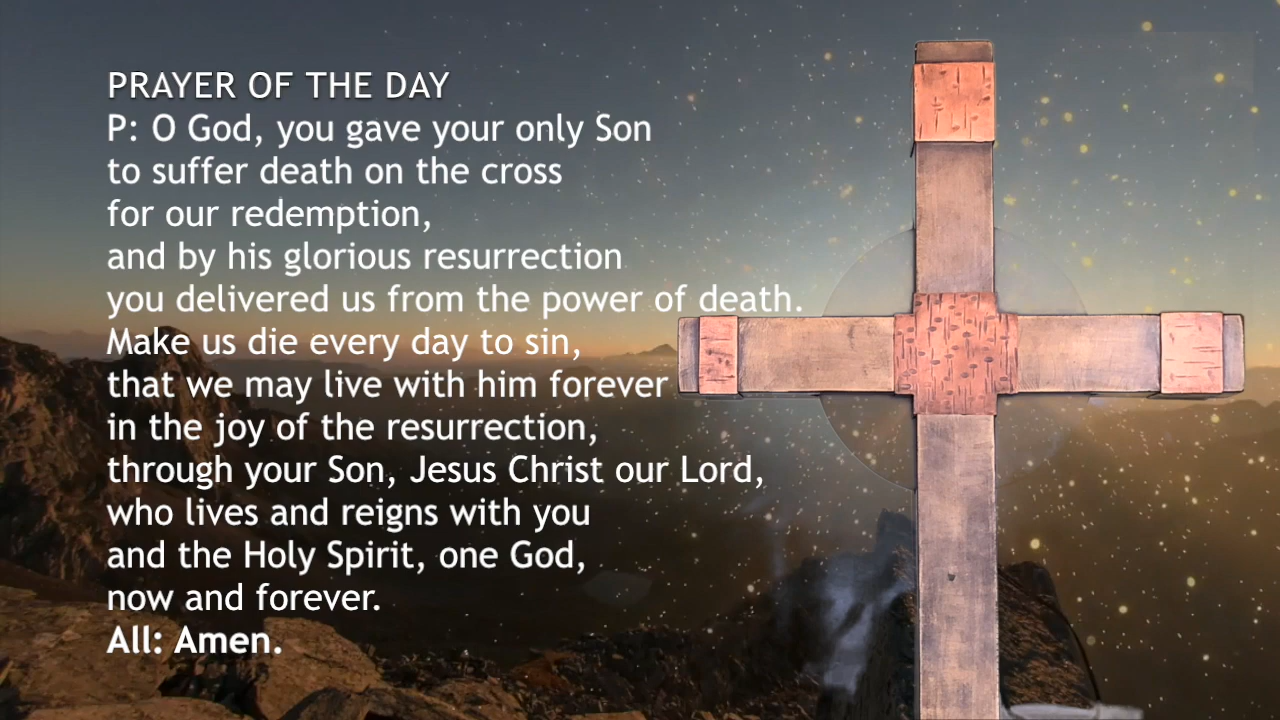 PRAYER OF THE DAY
P: O God, you gave your only Son
to suffer death on the cross
for our redemption,
and by his glorious resurrection
you delivered us from the power of death.
Make us die every day to sin,
that we may live with him forever
in the joy of the resurrection,
through your Son, Jesus Christ our Lord,
who lives and reigns with you
and the Holy Spirit, one God,
now and forever.
All: Amen.